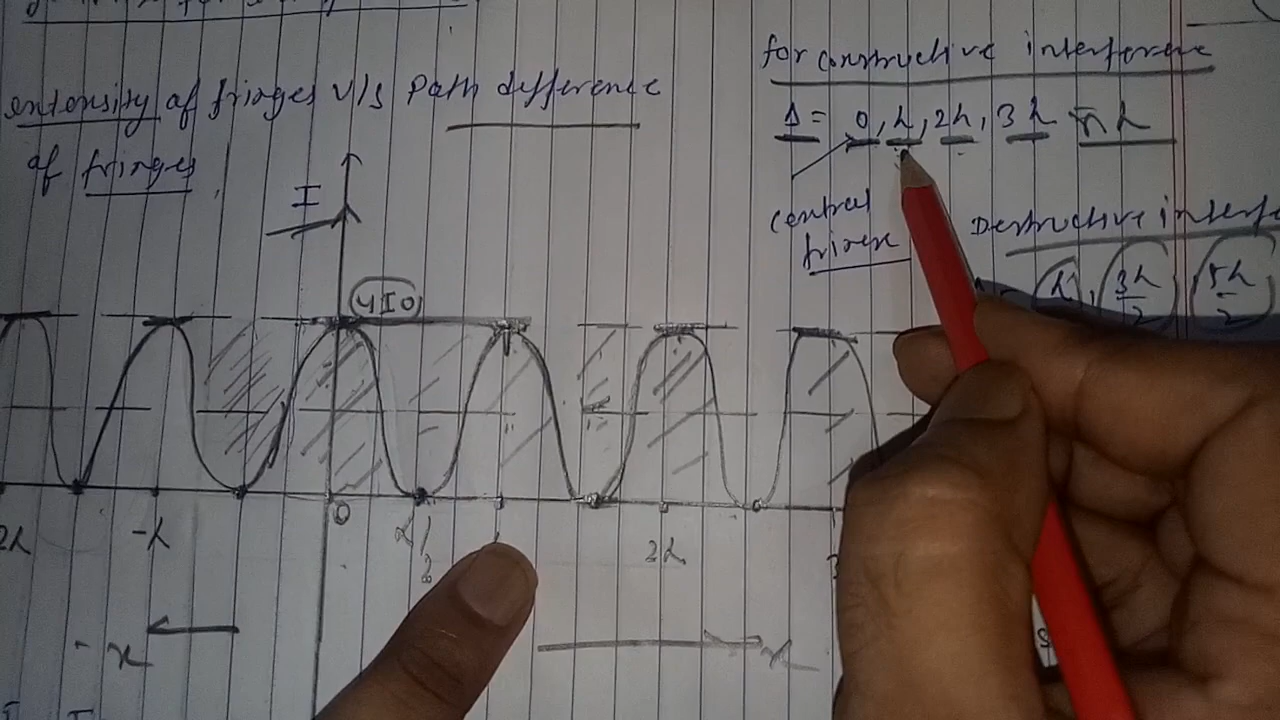 intensity of fringes v/s Path difference
of fringes
I
4I0
2λ
-λ
0
λ/2
2λ
3
- x
x
for constructive interference
Δ = 0, λ, 2λ, 3λ nλ
central
fringe
Destructive interfe
λ, 3λ/2, 5λ/2